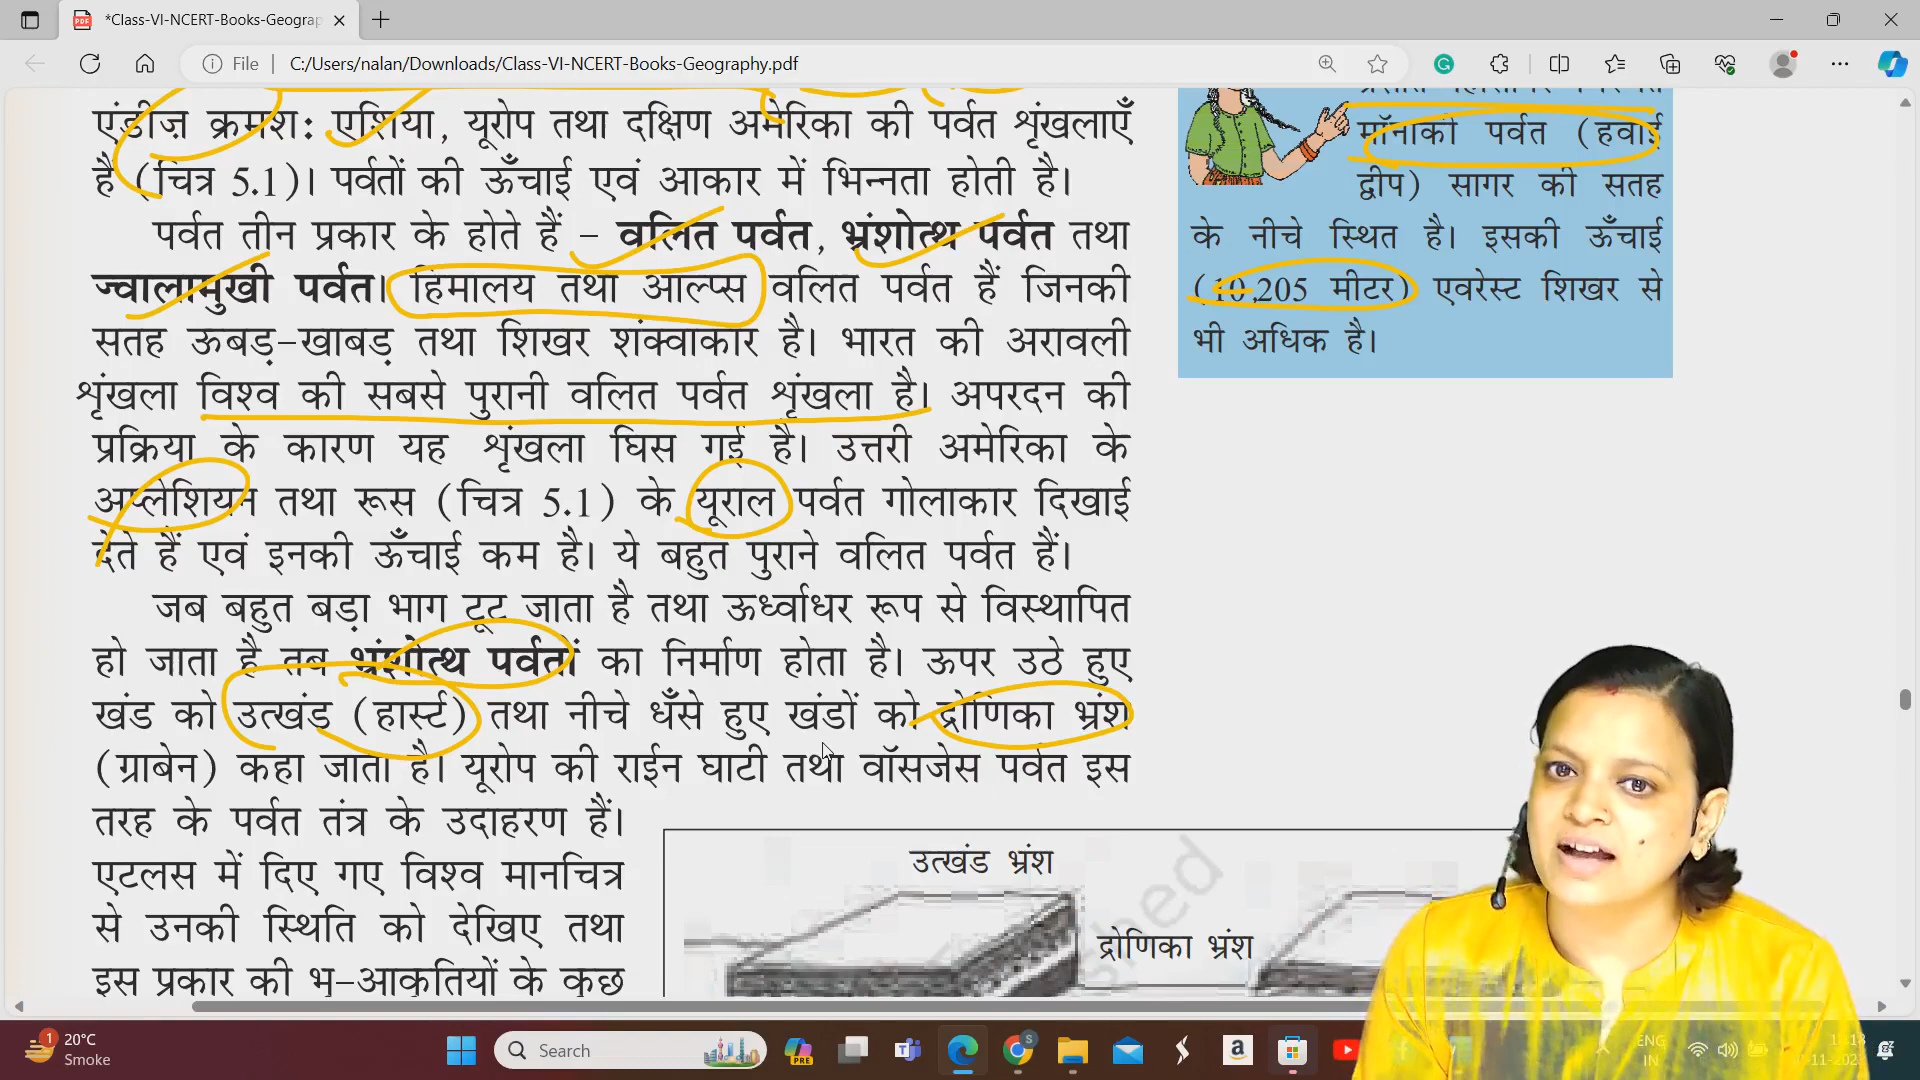 *Class-VI-NCERT-Books-Geograp
File
C:/Users/nalan/Downloads/Class-VI-NCERT-Books-Geography.pdf
एंडीज़ क्रमशः एशिया, यूरोप तथा दक्षिण अमेरिका की पर्वत शृंखलाएँ
हैं (चित्र 5.1)। पर्वतों की ऊँचाई एवं आकार में भिन्नता होती है।
पर्वत तीन प्रकार के होते हैं – वलित पर्वत, भ्रंशोत्थ पर्वत तथा
ज्वालामुखी पर्वत। हिमालय तथा आल्प्स वलित पर्वत हैं जिनकी
सतह ऊबड़-खाबड़ तथा शिखर शंक्वाकार है। भारत की अरावली
शृंखला विश्व की सबसे पुरानी वलित पर्वत शृंखला है। अपरदन की
प्रक्रिया के कारण यह शृंखला घिस गई है। उत्तरी अमेरिका के
अप्लेशियन तथा रूस (चित्र 5.1) के यूराल पर्वत गोलाकार दिखाई
देते हैं एवं इनकी ऊँचाई कम है। ये बहुत पुराने वलित पर्वत हैं।
जब बहुत बड़ा भाग टूट जाता है तथा ऊर्ध्वाधर रूप से विस्थापित
हो जाता है तब भ्रंशोत्थ पर्वतों का निर्माण होता है। ऊपर उठे हुए
खंड को उत्खंड (हार्स्ट) तथा नीचे धँसे हुए खंडों को द्रोणिका भ्रंश
(ग्राबेन) कहा जाता है। यूरोप की राईन घाटी तथा वॉसजेस पर्वत इस
तरह के पर्वत तंत्र के उदाहरण हैं।
एटलस में दिए गए विश्व मानचित्र
से उनकी स्थिति को देखिए तथा
इस प्रकार की भू-आकृतियों के कुछ
मॉनाकी पर्वत (हवाई
द्वीप) सागर की सतह
के नीचे स्थित है। इसकी ऊँचाई
(10,205 मीटर) एवरेस्ट शिखर से
भी अधिक है।
उत्खंड भ्रंश
द्रोणिका भ्रंश
shed
1
20°C
Smoke
Search
PRE
ENG
IN